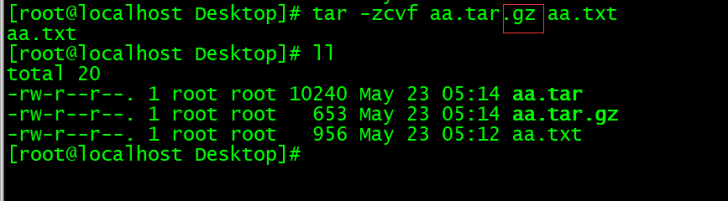 [root@localhost Desktop]# tar -zcvf aa.tar.gz aa.txt
aa.txt
[root@localhost Desktop]# ll
total 20
-rw-r--r--. 1 root root 10240 May 23 05:14 aa.tar
-rw-r--r--. 1 root root   653 May 23 05:14 aa.tar.gz
-rw-r--r--. 1 root root   956 May 23 05:12 aa.txt
[root@localhost Desktop]#